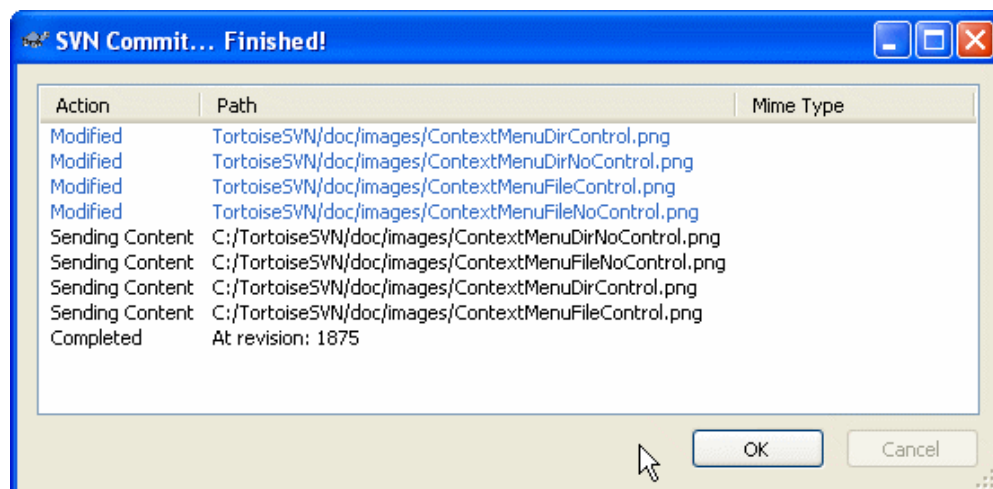 SVN Commit... Finished!
Action Path Mime Type
Modified TortoiseSVN/doc/images/ContextMenuDirControl.png
Modified TortoiseSVN/doc/images/ContextMenuDirNoControl.png
Modified TortoiseSVN/doc/images/ContextMenuFileControl.png
Modified TortoiseSVN/doc/images/ContextMenuFileNoControl.png
Sending Content C:/TortoiseSVN/doc/images/ContextMenuDirNoControl.png
Sending Content C:/TortoiseSVN/doc/images/ContextMenuFileNoControl.png
Sending Content C:/TortoiseSVN/doc/images/ContextMenuDirControl.png
Sending Content C:/TortoiseSVN/doc/images/ContextMenuFileControl.png
Completed At revision: 1875
OK Cancel